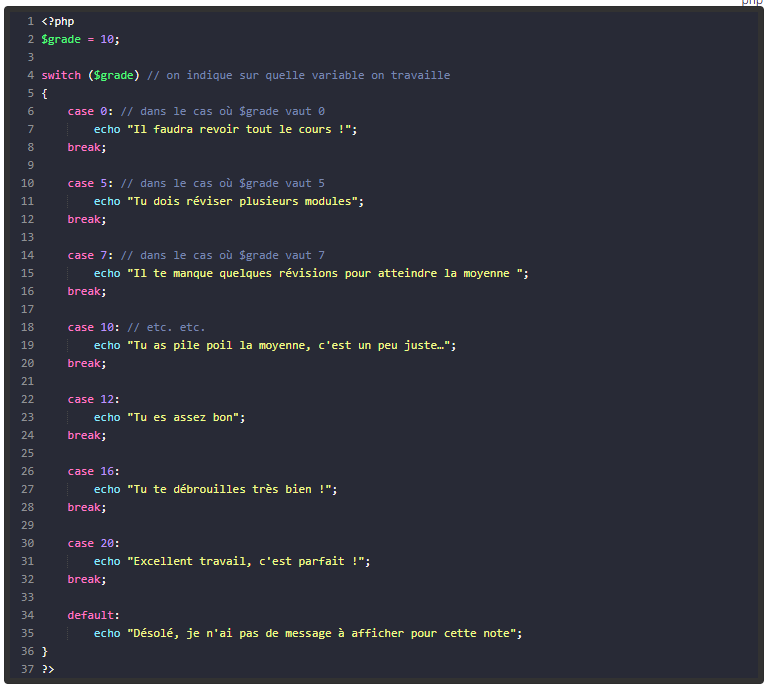 php
1 <?php
2 $grade = 10;
3
4 switch ($grade) // on indique sur quelle variable on travaille
5 {
6     case 0: // dans le cas où $grade vaut 0
7         echo "Il faudra revoir tout le cours !";
8     break;
9
10     case 5: // dans le cas où $grade vaut 5
11         echo "Tu dois réviser plusieurs modules";
12     break;
13
14     case 7: // dans le cas où $grade vaut 7
15         echo "Il te manque quelques révisions pour atteindre la moyenne ";
16     break;
17
18     case 10: // etc. etc.
19         echo "Tu as pile poil la moyenne, c'est un peu juste…";
20     break;
21
22     case 12:
23         echo "Tu es assez bon";
24     break;
25
26     case 16:
27         echo "Tu te débrouilles très bien !";
28     break;
29
30     case 20:
31         echo "Excellent travail, c'est parfait !";
32     break;
33
34     default:
35         echo "Désolé, je n'ai pas de message à afficher pour cette note";
36 }
37 ?>